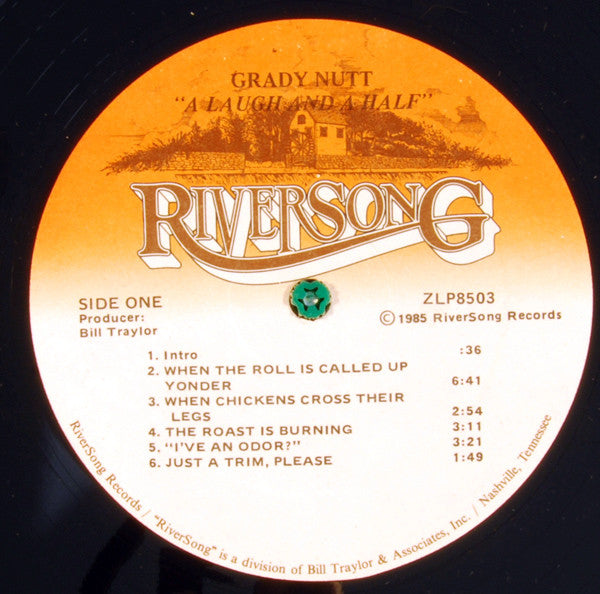 GRADY NUTT
"A LAUGH AND A HALF"
RIVERSONG
SIDE ONE
Producer:
Bill Traylor
ZLP8503
©1985 RiverSong Records
1. Intro :36
2. WHEN THE ROLL IS CALLED UP
YONDER 6:41
3. WHEN CHICKENS CROSS THEIR
LEGS 2:54
4. THE ROAST IS BURNING 3:11
5. "I'VE AN ODOR?" 3:21
6. JUST A TRIM, PLEASE 1:49
RiverSong Records / "RiverSong" is a division of Bill Traylor & Associates, Inc. / Nashville, Tennessee